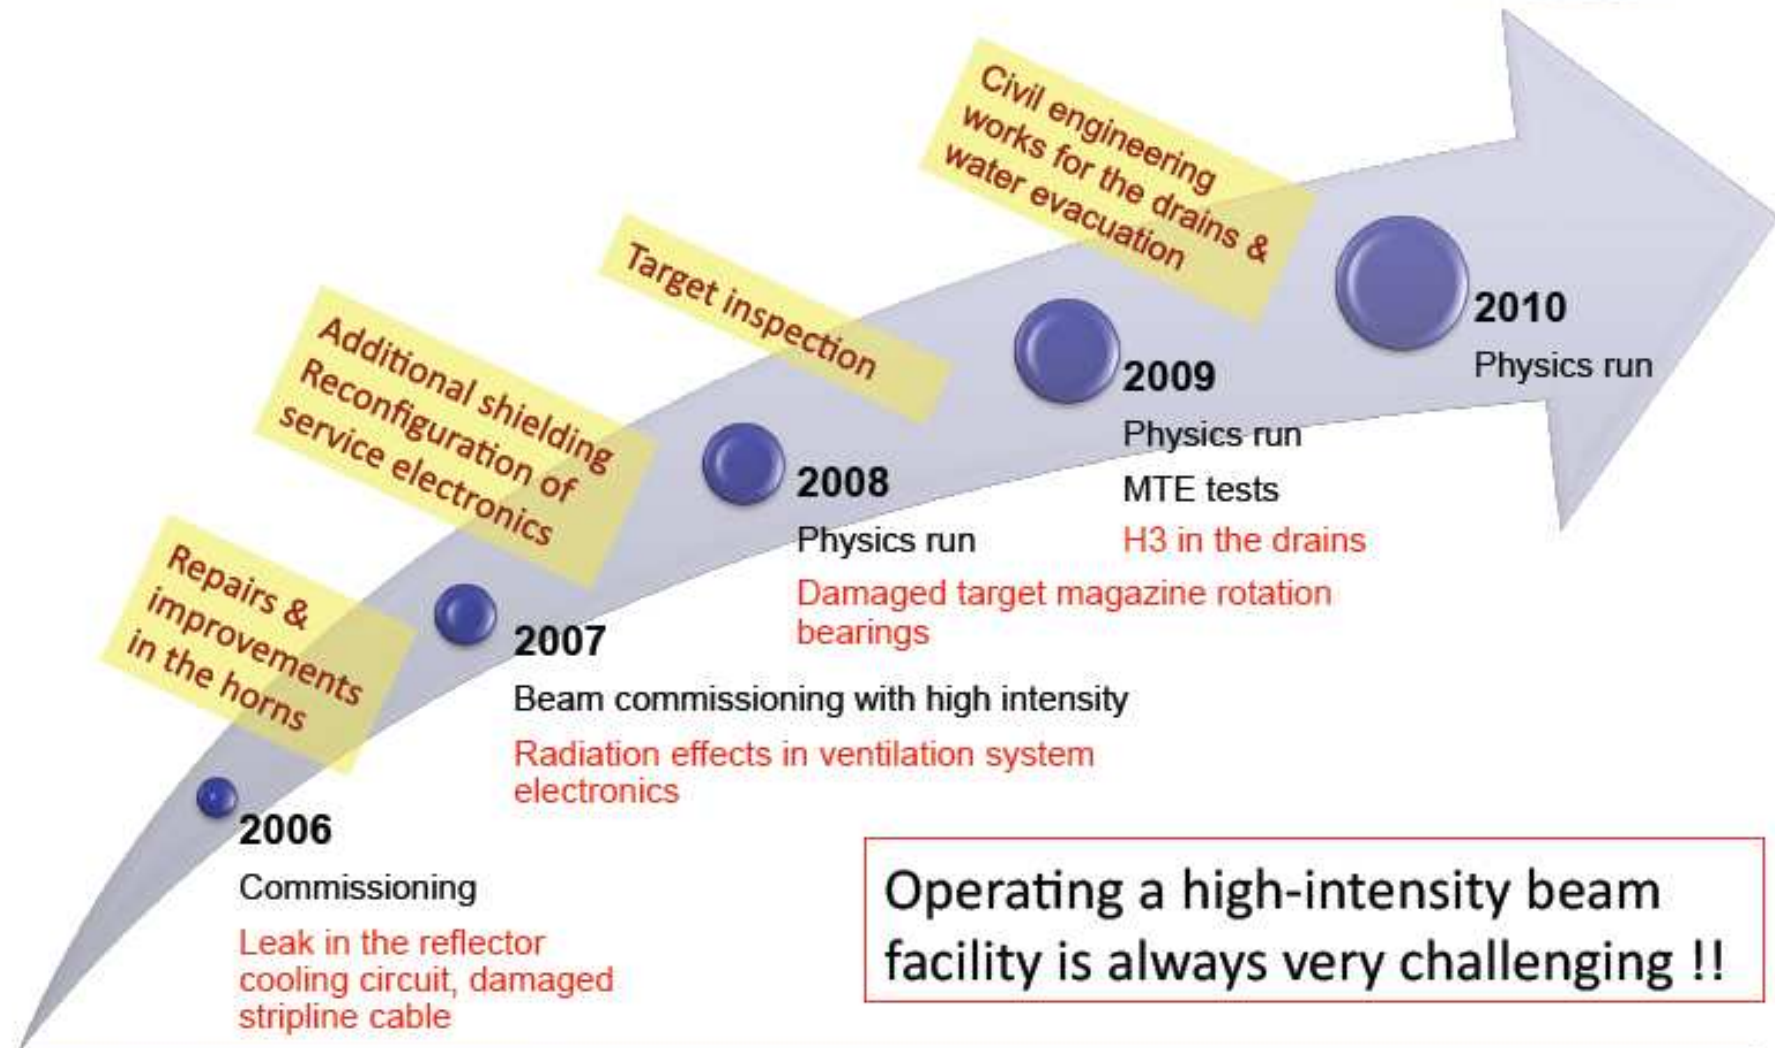 2006
Commissioning
Leak in the reflector
cooling circuit, damaged
stripline cable
Repairs &
improvements
in the horns
2007
Beam commissioning with high intensity
Radiation effects in ventilation system
electronics
Additional shielding
Reconfiguration of
service electronics
2008
Physics run
Damaged target magazine rotation
bearings
Target inspection
2009
Physics run
MTE tests
H3 in the drains
Civil engineering
works for the drains &
water evacuation
2010
Physics run
Operating a high-intensity beam
facility is always very challenging !!